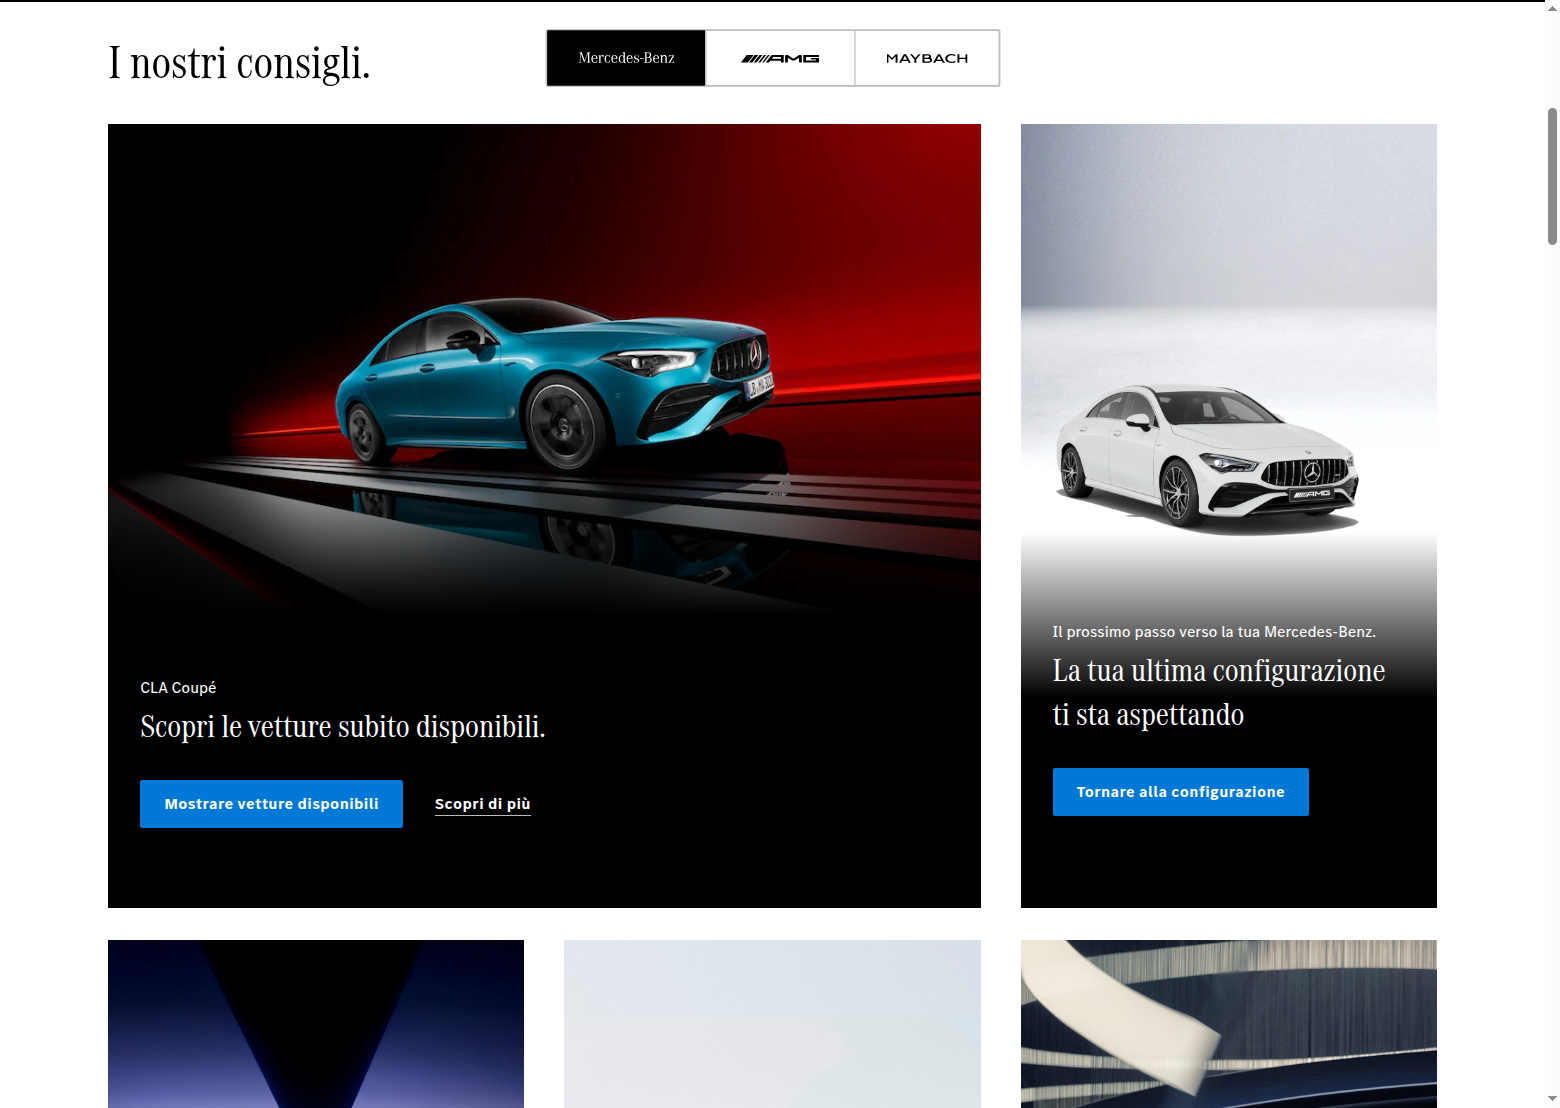 I nostri consigli.
Mercedes-Benz
AMG
MAYBACH
CLA Coupé
Scopri le vetture subito disponibili.
Mostrare vetture disponibili
Scopri di più
AMG
Il prossimo passo verso la tua Mercedes-Benz.
La tua ultima configurazione
ti sta aspettando
Tornare alla configurazione